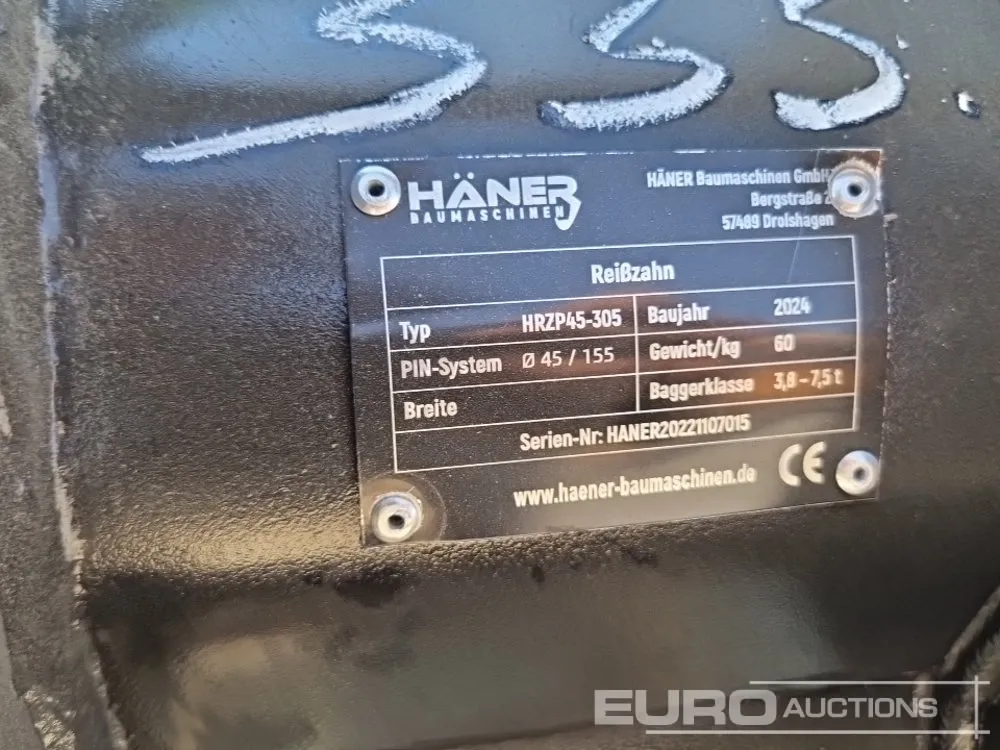 535
HÄNER
BAUMASCHINEN
HÄNER Baumaschinen GmbH
Bergstraße 2
57489 Drolshagen
Reißzahn
Typ HRZP45-305 Baujahr 2024
PIN-System Ø 45 / 155 Gewicht/kg 60
Breite Baggerklasse 3,8 – 7,5 t
Serien-Nr: HANER20221107015
www.haener-baumaschinen.de
CE
EURO AUCTIONS